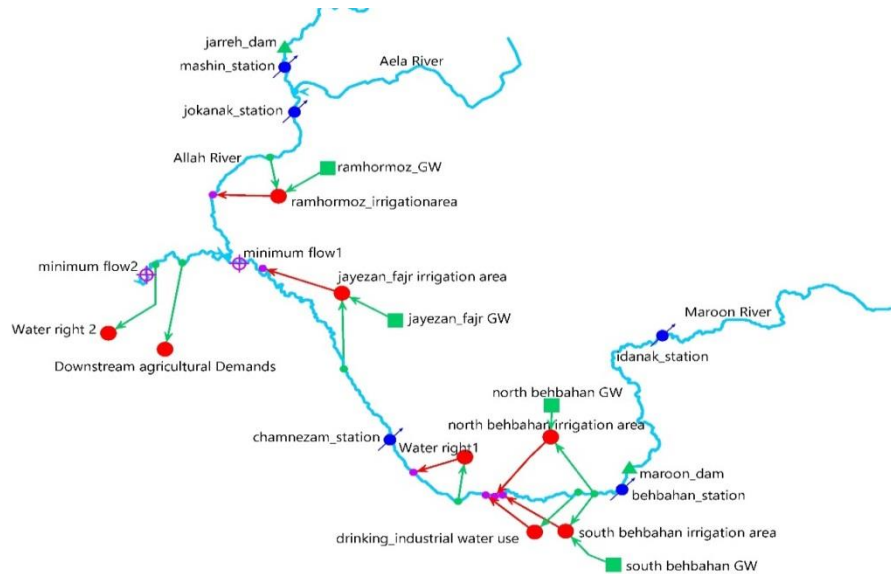 jarreh_dam
Aela River
mashin_station
jokanak_station
Allah River
ramhormoz_GW
ramhormoz_irrigationarea
minimum flow2
minimum flow1
jayezan_fajr irrigation area
Maroon River
jayezan_fajr GW
Water right 2
idanak_station
Downstream agricultural Demands
north behbahan GW
north behbahan irrigation area
chamnezam_station
Water right1
maroon_dam
behbahan_station
south behbahan irrigation area
drinking_industrial water use
south behbahan GW